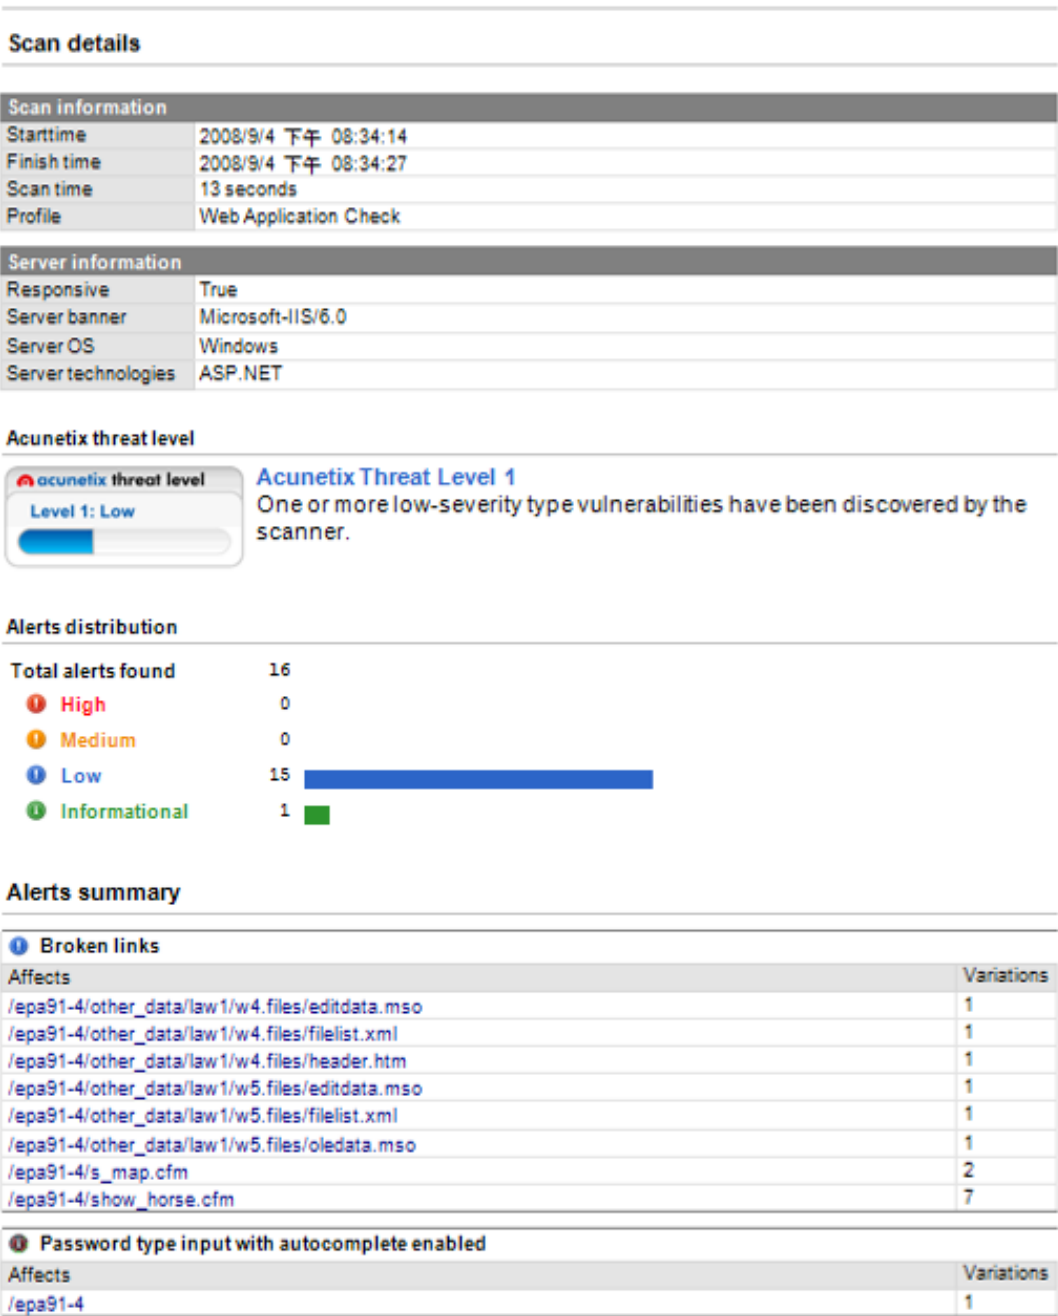 Scan details
Scan information
Starttime 2008/9/4 下午 08:34:14
Finish time 2008/9/4 下午 08:34:27
Scan time 13 seconds
Profile Web Application Check
Server information
Responsive True
Server banner Microsoft-IIS/6.0
Server OS Windows
Server technologies ASP.NET
Acunetix threat level
acunetix threat level
Level 1: Low
Acunetix Threat Level 1
One or more low-severity type vulnerabilities have been discovered by the
scanner.
Alerts distribution
Total alerts found 16
High 0
Medium 0
Low 15
Informational 1
Alerts summary
Broken links
Affects Variations
/epa91-4/other_data/law1/w4.files/editdata.mso 1
/epa91-4/other_data/law1/w4.files/filelist.xml 1
/epa91-4/other_data/law1/w4.files/header.htm 1
/epa91-4/other_data/law1/w5.files/editdata.mso 1
/epa91-4/other_data/law1/w5.files/filelist.xml 1
/epa91-4/other_data/law1/w5.files/oledata.mso 1
/epa91-4/s_map.cfm 2
/epa91-4/show_horse.cfm 7
Password type input with autocomplete enabled
Affects Variations
/epa91-4 1